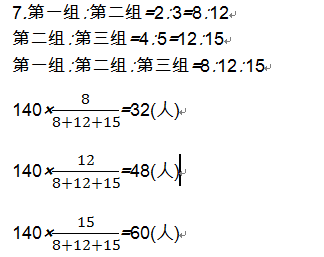 7.第一组:第二组=2:3=8:12
第二组:第三组=4:5=12:15
第一组:第二组:第三组=8:12:15
140×8/(8+12+15)=32(人)
140×12/(8+12+15)=48(人)
140×15/(8+12+15)=60(人)